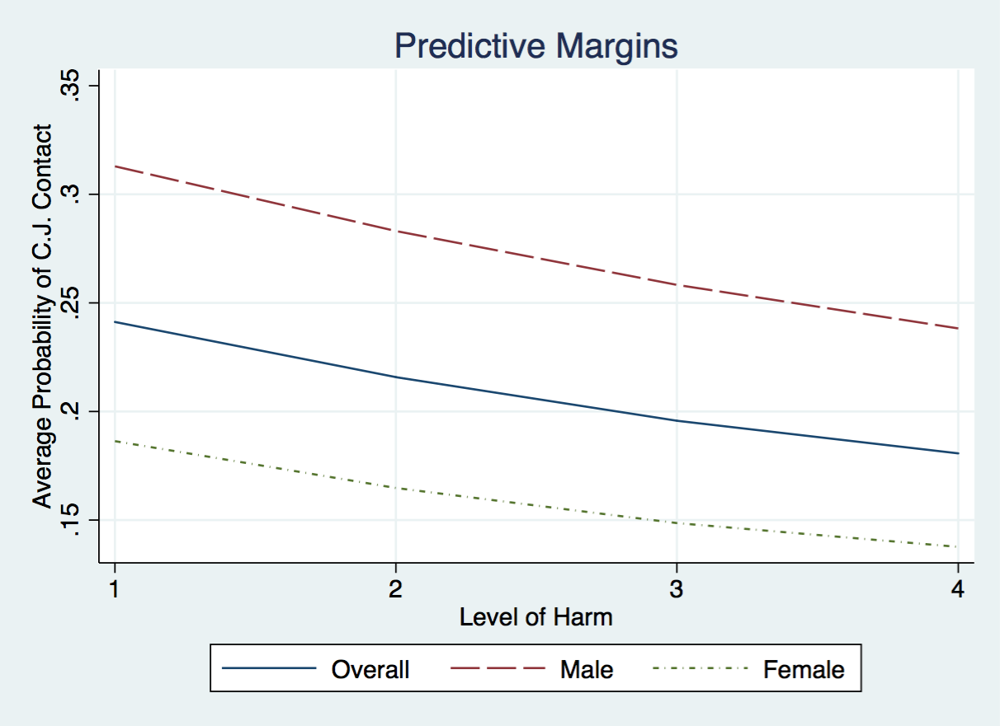 Predictive Margins
Average Probability of C.J. Contact
.35
.3
.25
.2
.15
1 2 3 4
Level of Harm
Overall Male Female